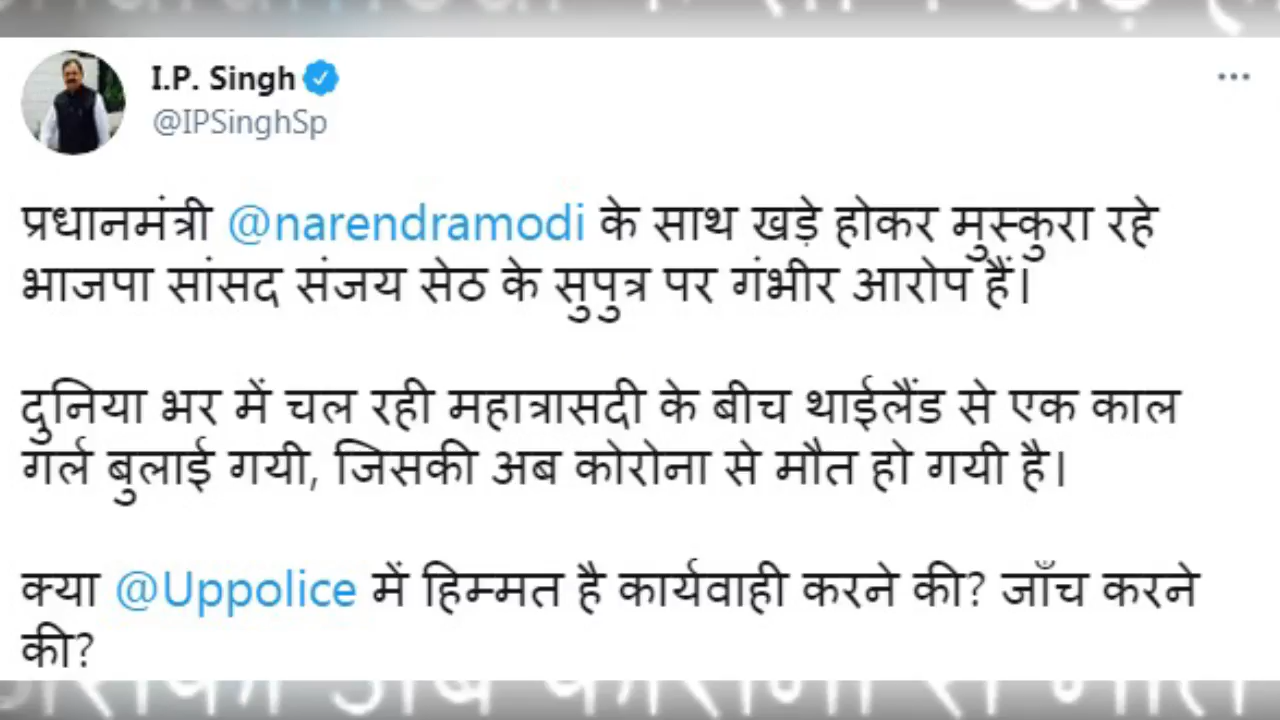 I.P. Singh
@IPSinghSp
प्रधानमंत्री @narendramodi के साथ खड़े होकर मुस्कुरा रहे
भाजपा सांसद संजय सेठ के सुपुत्र पर गंभीर आरोप हैं।
दुनिया भर में चल रही महात्रासदी के बीच थाईलैंड से एक काल
गर्ल बुलाई गयी, जिसकी अब कोरोना से मौत हो गयी है।
क्या @Uppolice में हिम्मत है कार्यवाही करने की? जाँच करने
की?